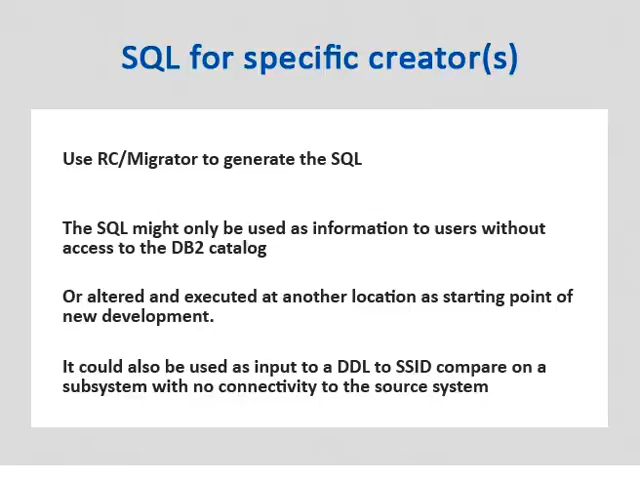 SQL for specific creator(s)
Use RC/Migrator to generate the SQL
The SQL might only be used as information to users without
access to the DB2 catalog
Or altered and executed at another location as starting point of
new development.
It could also be used as input to a DDL to SSID compare on a
subsystem with no connectivity to the source system